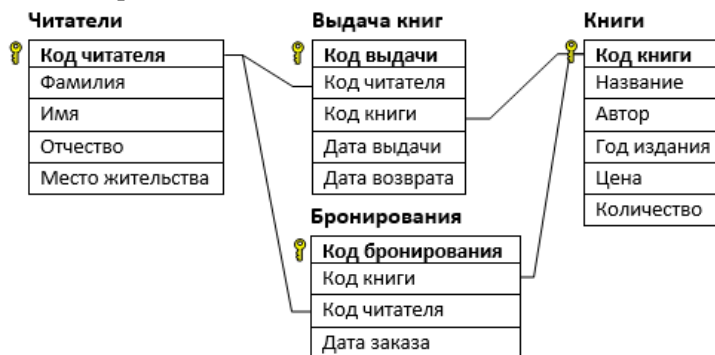 Читатели
Код читателя
Фамилия
Имя
Отчество
Место жительства
Выдача книг
Код выдачи
Код читателя
Код книги
Дата выдачи
Дата возврата
Книги
Код книги
Название
Автор
Год издания
Цена
Количество
Бронирования
Код бронирования
Код книги
Код читателя
Дата заказа